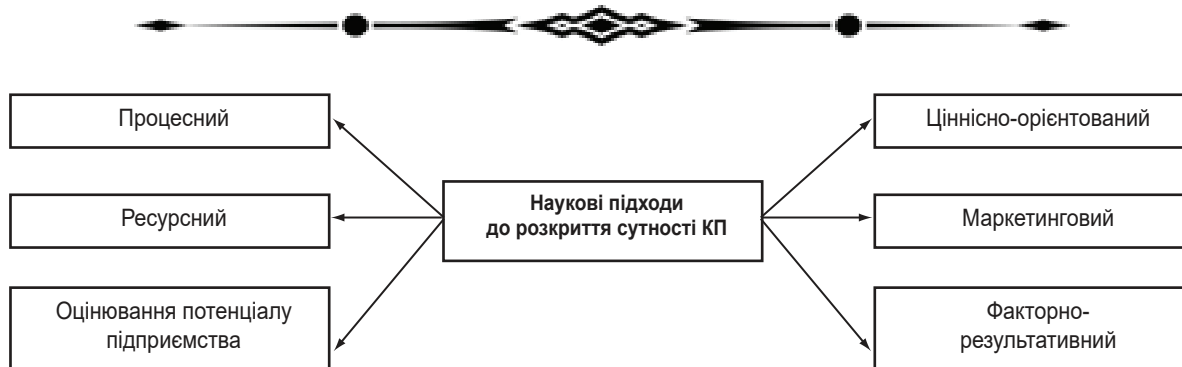 Процесний
Ціннісно-орієнтований
Ресурсний
Наукові підходи
до розкриття сутності КП
Маркетинговий
Оцінювання потенціалу
підприємства
Факторно-
результативний